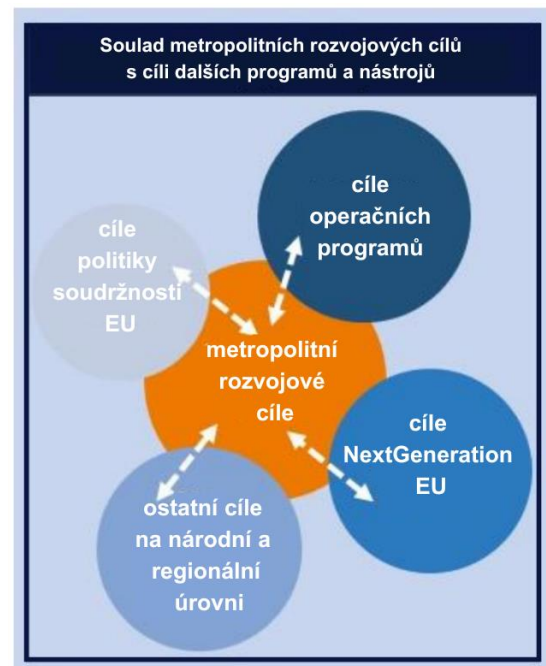 Soulad metropolitních rozvojových cílů
s cíli dalších programů a nástrojů
cíle
operačních
programů
cíle
politiky
soudržnosti
EU
metropolitní
rozvojové
cíle
cíle
NextGeneration
EU
ostatní cíle
na národní a
regionální
úrovni